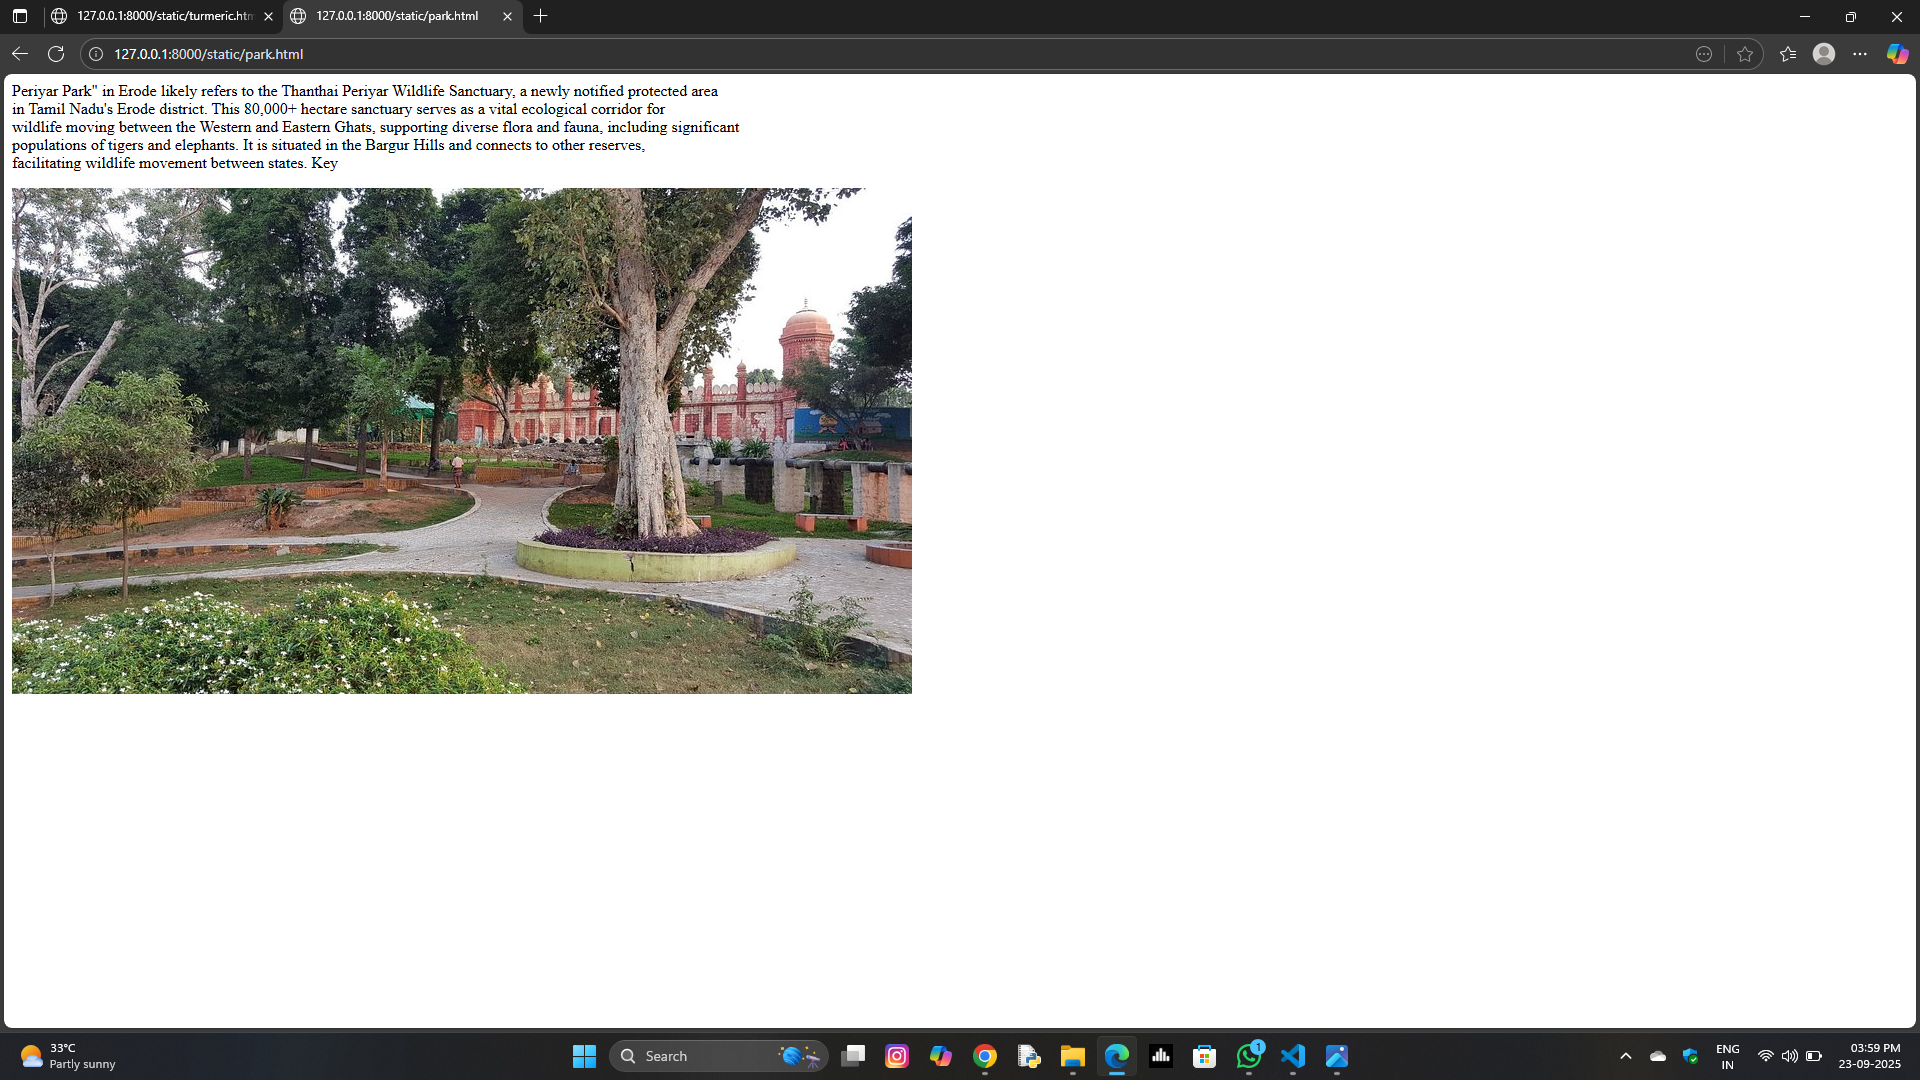 127.0.0.1:8000/static/turmeric.htm
127.0.0.1:8000/static/park.html
127.0.0.1:8000/static/park.html
Periyar Park" in Erode likely refers to the Thanthai Periyar Wildlife Sanctuary, a newly notified protected area
in Tamil Nadu's Erode district. This 80,000+ hectare sanctuary serves as a vital ecological corridor for
wildlife moving between the Western and Eastern Ghats, supporting diverse flora and fauna, including significant
populations of tigers and elephants. It is situated in the Bargur Hills and connects to other reserves,
facilitating wildlife movement between states. Key
33°C
Partly sunny
Search
1
ENG
IN
03:59 PM
23-09-2025